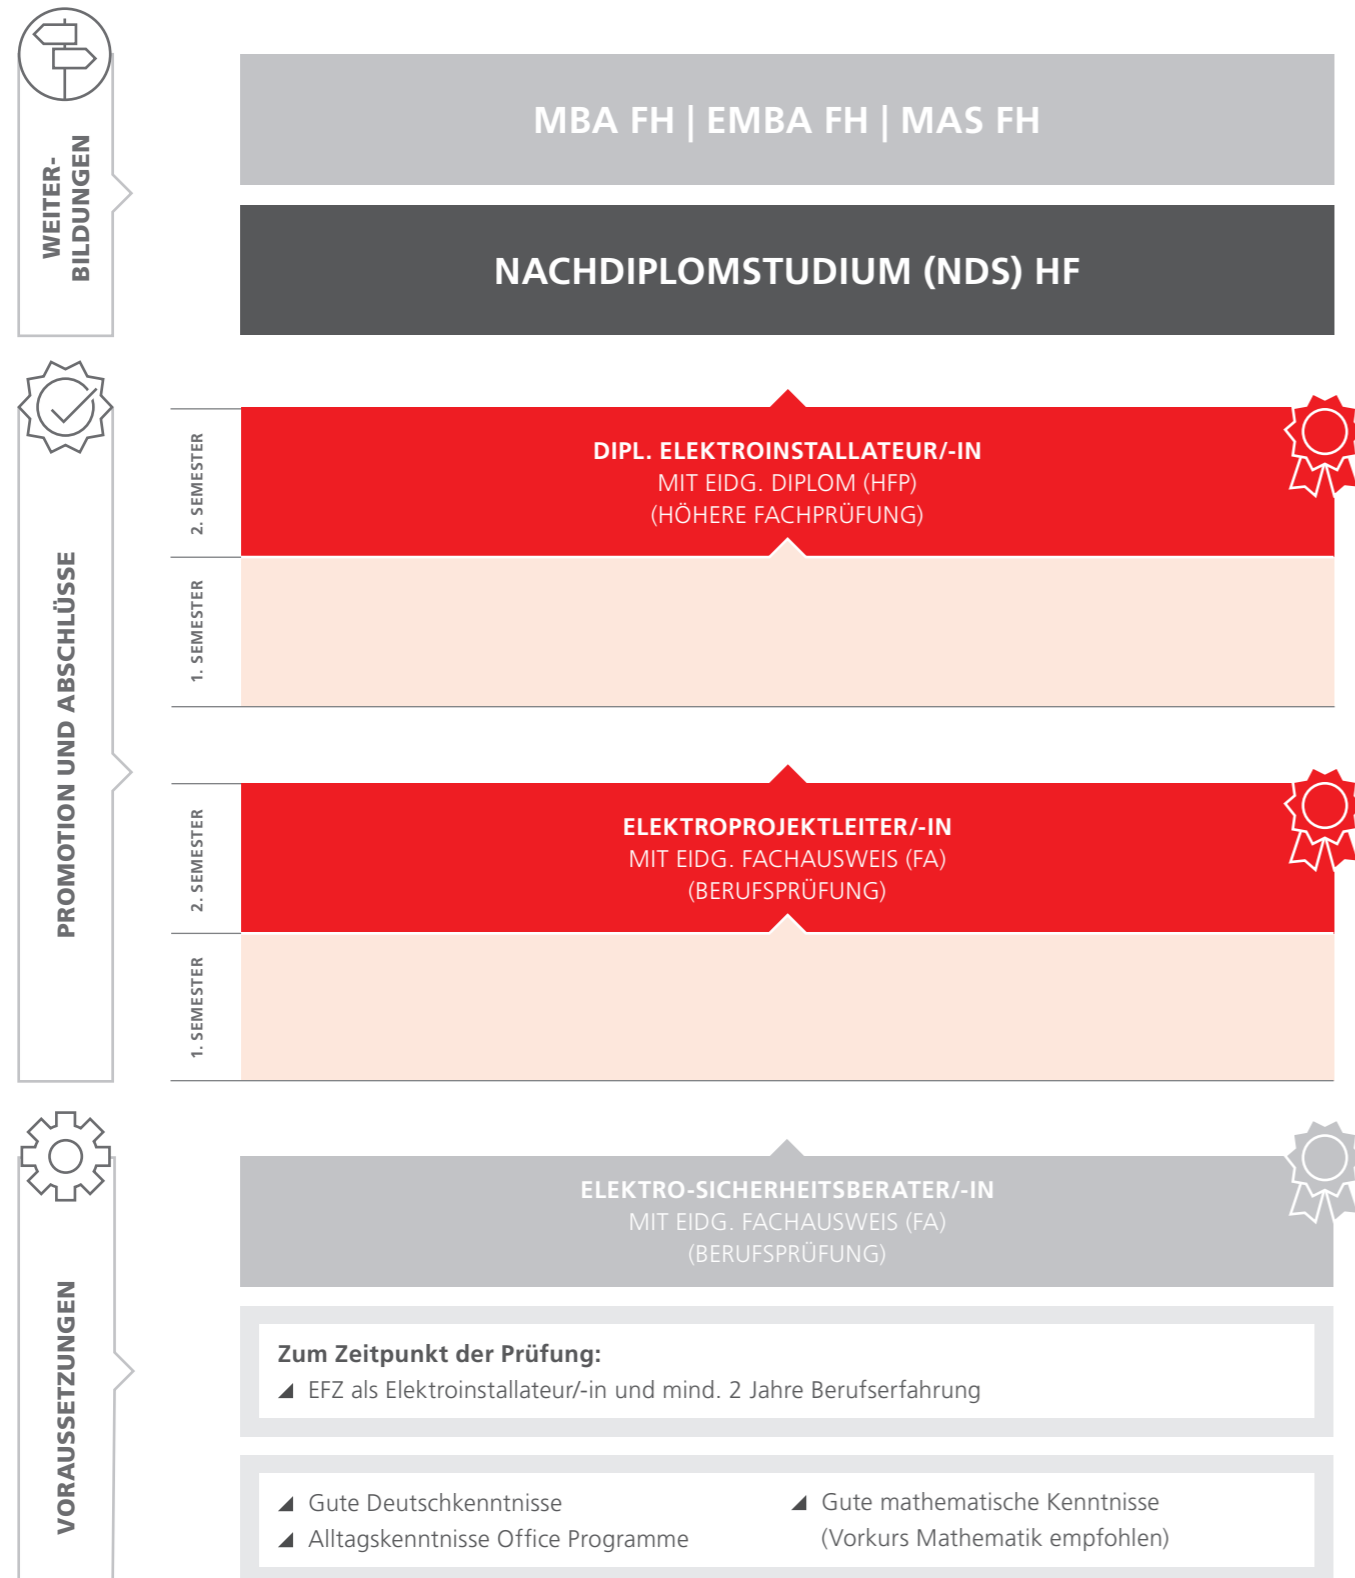 WEITER-
BILDUNGEN
MBA FH | EMBA FH | MAS FH
NACHDIPLOMSTUDIUM (NDS) HF
PROMOTION UND ABSCHLÜSSE
2. SEMESTER
DIPL. ELEKTROINSTALLATEUR/-IN
MIT EIDG. DIPLOM (HFP)
(HÖHERE FACHPRÜFUNG)
1. SEMESTER
2. SEMESTER
ELEKTROPROJEKTLEITER/-IN
MIT EIDG. FACHAUSWEIS (FA)
(BERUFSPRÜFUNG)
1. SEMESTER
VORAUSSETZUNGEN
ELEKTRO-SICHERHEITSBERATER/-IN
MIT EIDG. FACHAUSWEIS (FA)
(BERUFSPRÜFUNG)
Zum Zeitpunkt der Prüfung:
EFZ als Elektroinstallateur/-in und mind. 2 Jahre Berufserfahrung
Gute Deutschkenntnisse
Alltagskenntnisse Office Programme
Gute mathematische Kenntnisse
(Vorkurs Mathematik empfohlen)